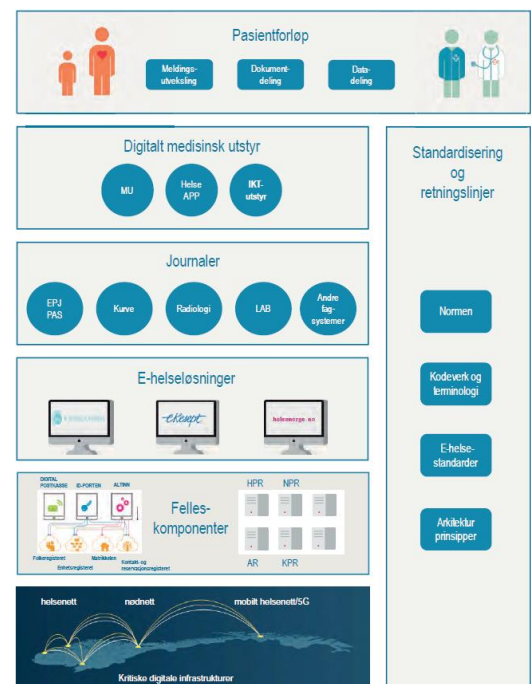 Pasientforløp
Meldings-
utveksling
Dokument-
deling
Data-
deling
Digitalt medisinsk utstyr
MU
Helse
APP
IKT-
utstyr
Journaler
EPJ
PAS
Kurve
Radiologi
LAB
Andre
fag-
systemer
E-helseløsninger
eResept
helsenorge.no
Felles-
komponenter
DIGITAL
POSTKASSE
ID-PORTEN
ALTINN
Folkeregisteret
Enhetsregisteret
Matrikkelen
Kontakt- og
reservasjonsregisteret
HPR
NPR
AR
KPR
helsenett
nødnett
mobilt helsenett/5G
Kritiske digitale infrastrukturer
Standardisering
og
retningslinjer
Normen
Kodeverk og
terminologi
E-helse-
standarder
Arkitektur
prinsipper